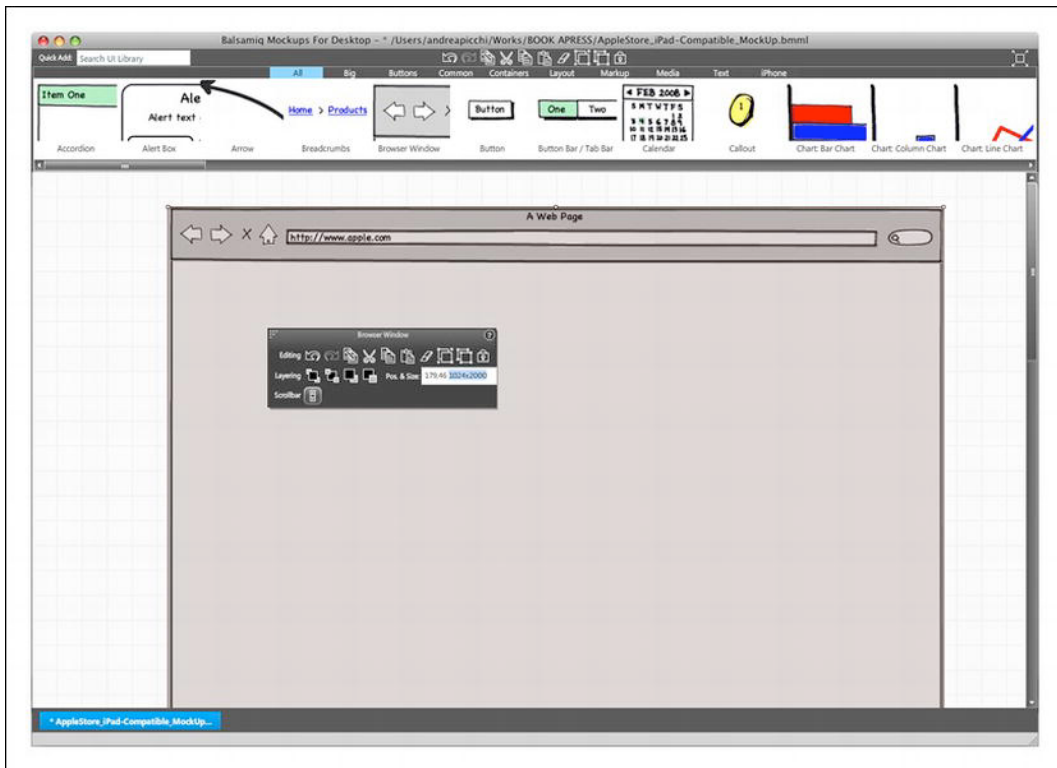 Balsamiq Mockups For Desktop - * /Users/andreapicchi/Works/BOOK APRESS/AppleStore_iPad-Compatible_MockUp.bmml
Quick Add: Search UI Library
All Big Buttons Common Containers Layout Markup Media Text iPhone
Item One
Ale
Alert text
Home > Products
Button
One Two
FEB 2008
S M T W T F S
1
Accordion Alert Box Arrow Breadcrumbs Browser Window Button Button Bar / Tab Bar Calendar Callout Chart: Bar Chart Chart: Column Chart Chart: Line Chart
A Web Page
http://www.apple.com
Browser Window ?
Editing
Layering Pos. & Size: 179,46 1024x2000
Scrollbar
* AppleStore_iPad-Compatible_MockUp...